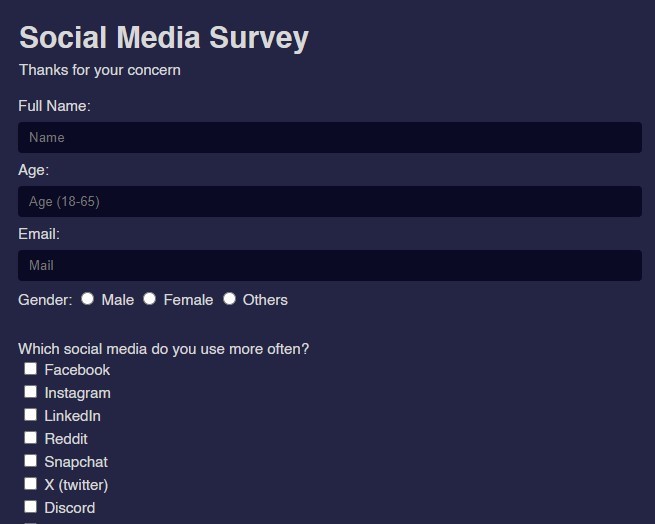 Social Media Survey
Thanks for your concern
Full Name:
Name
Age:
Age (18-65)
Email:
Mail
Gender: Male Female Others
Which social media do you use more often?
Facebook
Instagram
LinkedIn
Reddit
Snapchat
X (twitter)
Discord